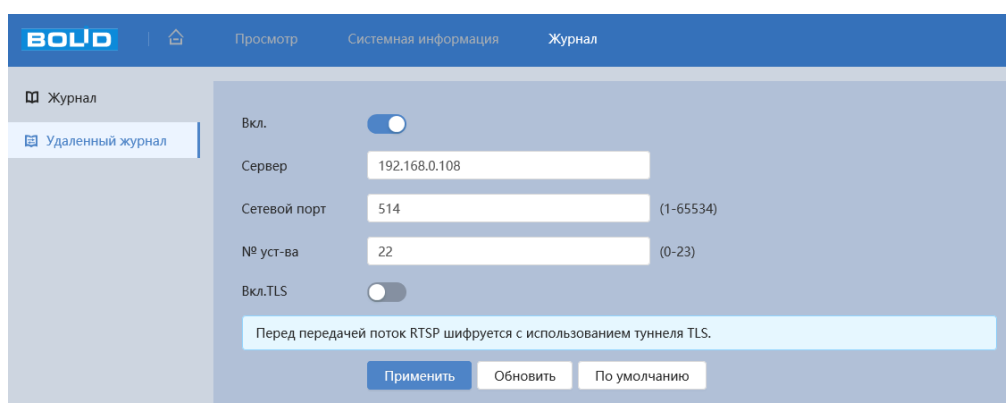 BOLID
Просмотр
Системная информация
Журнал
Журнал
Удаленный журнал
Вкл.
Сервер
192.168.0.108
Сетевой порт
514
(1-65534)
№ уст-ва
22
(0-23)
Вкл.TLS
Перед передачей поток RTSP шифруется с использованием туннеля TLS.
Применить
Обновить
По умолчанию